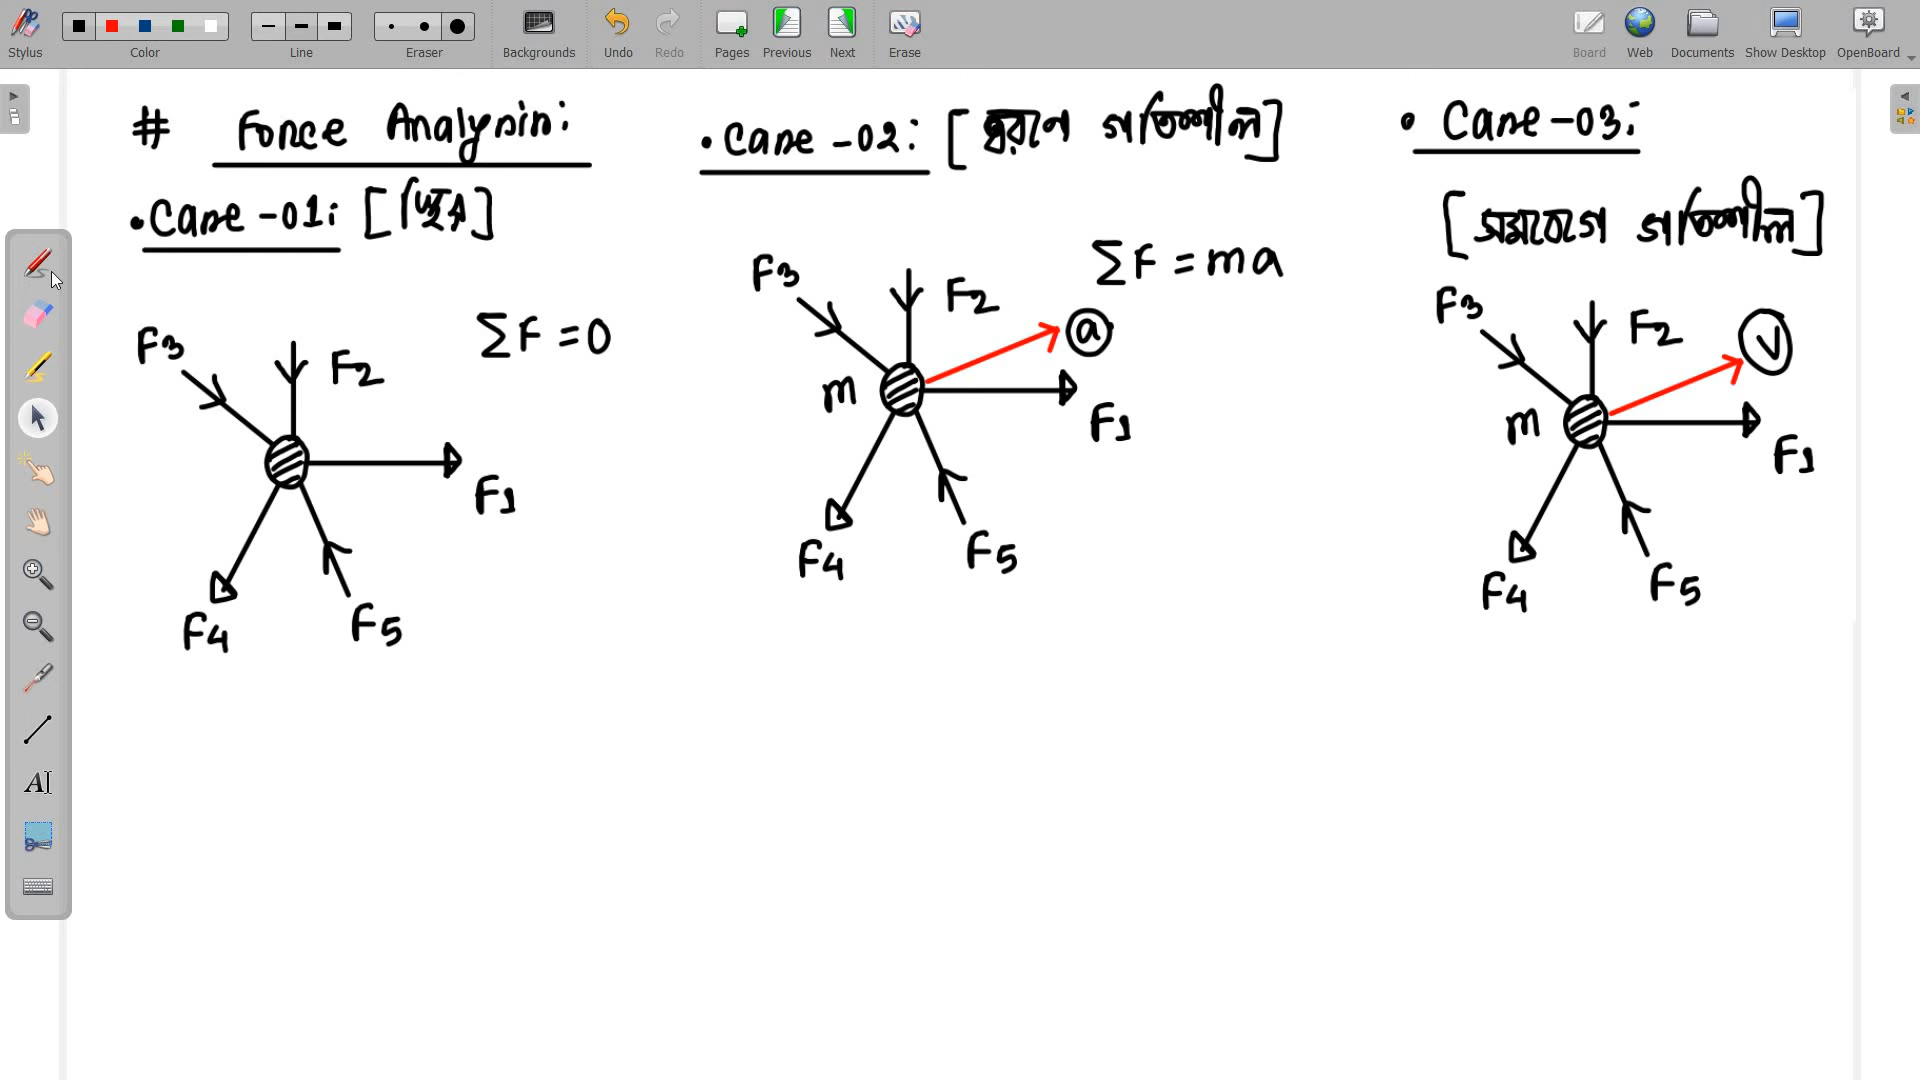 Stylus Color Line Eraser Backgrounds Undo Redo Pages Previous Next Erase Board Web Documents Show Desktop OpenBoard
# Force Analysis:
• Case -01: [স্থির]
ΣF = 0
F3 F2
F1
F4 F5
• Case -02: [ত্বরণে গতিশীল]
ΣF = ma
F3 F2 a
m F1
F4 F5
• Case -03:
[সমবেগে গতিশীল]
F3 F2 v
m F1
F4 F5